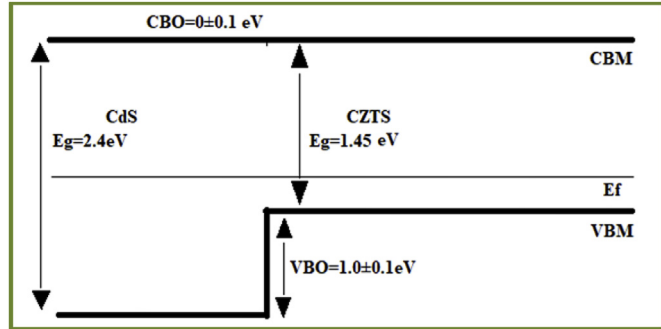 CBO=0±0.1 eV
CBM
CdS
Eg=2.4eV
CZTS
Eg=1.45 eV
Ef
VBM
VBO=1.0±0.1eV